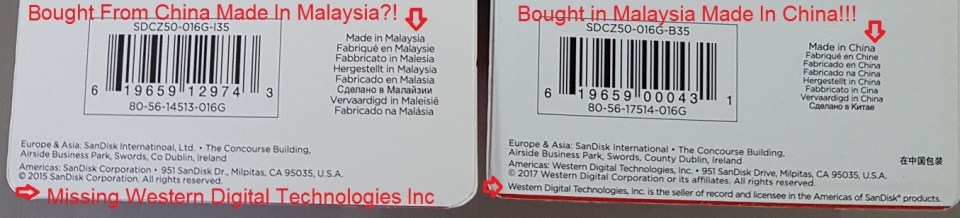 Bought From China Made In Malaysia?!
SDCZ50-016G-I35
6 19659 12974 3
80-56-14513-016G
Made in Malaysia
Fabriqué en Malaysie
Fabbricato in Malesia
Hergestellt in Malaysia
Fabricado en Malasia
Сделано в Малайзии
Vervaardigd in Maleisië
Fabricado na Malásia
Europe & Asia: SanDisk Internatinoal, Ltd. • The Concourse Building,
Airside Business Park, Swords, Co Dublin, Ireland
Americas: SanDisk Corporation • 951 SanDisk Dr., Milpitas, CA 95035, U.S.A.
© 2015 SanDisk Corporation. All rights reserved.
Missing Western Digital Technologies Inc
Bought in Malaysia Made In China!!!
SDCZ50-016G-B35
6 19659 00043 1
80-56-17514-016G
Made in China
Fabriqué en Chine
Fabricado en China
Fabricado na China
Hergestellt in China
Fabbricato in Cina
Vervaardigd in China
Сделано в Китае
Europe & Asia: SanDisk International • The Concourse Building,
Airside Business Park, Swords, County Dublin, Ireland
在中国包装
Americas: Western Digital Technologies, Inc. • 951 SanDisk Drive, Milpitas, CA 95035, U.S.A.
© 2017 Western Digital Corporation or its affiliates. All rights reserved.
Western Digital Technologies, Inc. is the seller of record and licensee in the Americas of SanDisk® products.